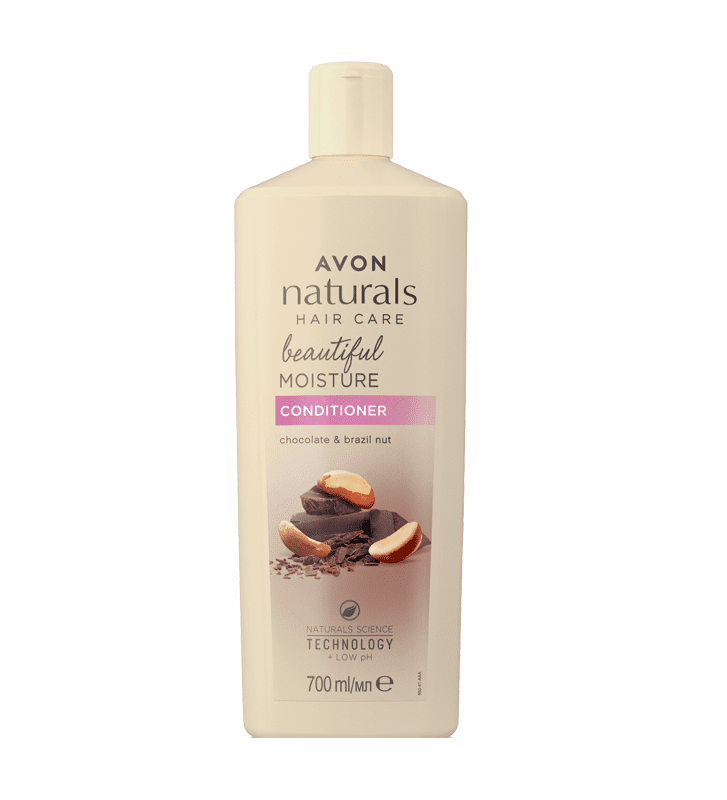 AVON
naturals
HAIR CARE
beautiful
MOISTURE
CONDITIONER
chocolate & brazil nut
NATURALS SCIENCE
TECHNOLOGY
+ LOW pH
700 ml/мл ℮